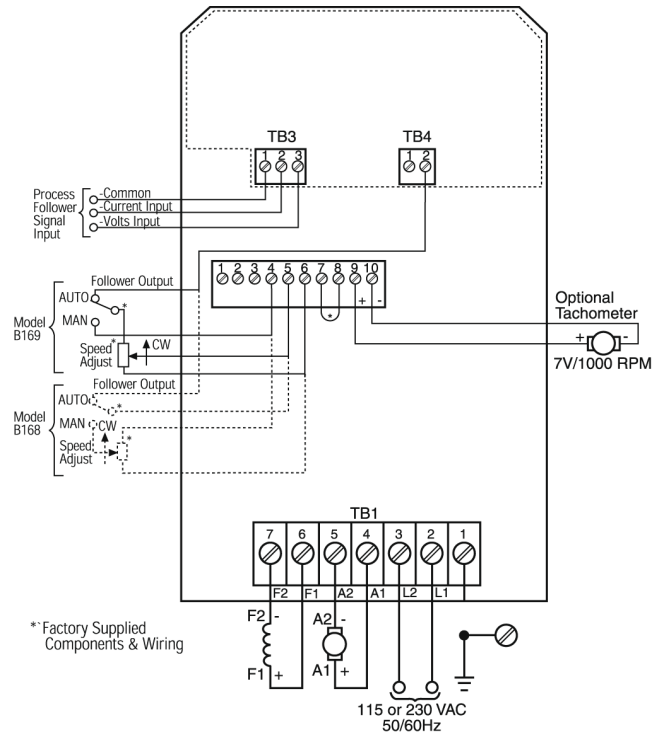 TB3
1 2 3
TB4
1 2
Process
Follower
Signal
Input
-Common
-Current Input
-Volts Input
1 2 3 4 5 6 7 8 9 10
*
+ -
Follower Output
AUTO
*
MAN
Model
B169
Speed
Adjust
*
CW
Optional
Tachometer
+ -
7V/1000 RPM
Follower Output
AUTO
*
Model
B168
MAN
CW
*
Speed
Adjust
TB1
7 6 5 4 3 2 1
F2 F1 A2 A1 L2 L1
F2 -
F1 +
A2 -
A1 +
*`Factory Supplied
Components & Wiring
115 or 230 VAC
50/60Hz